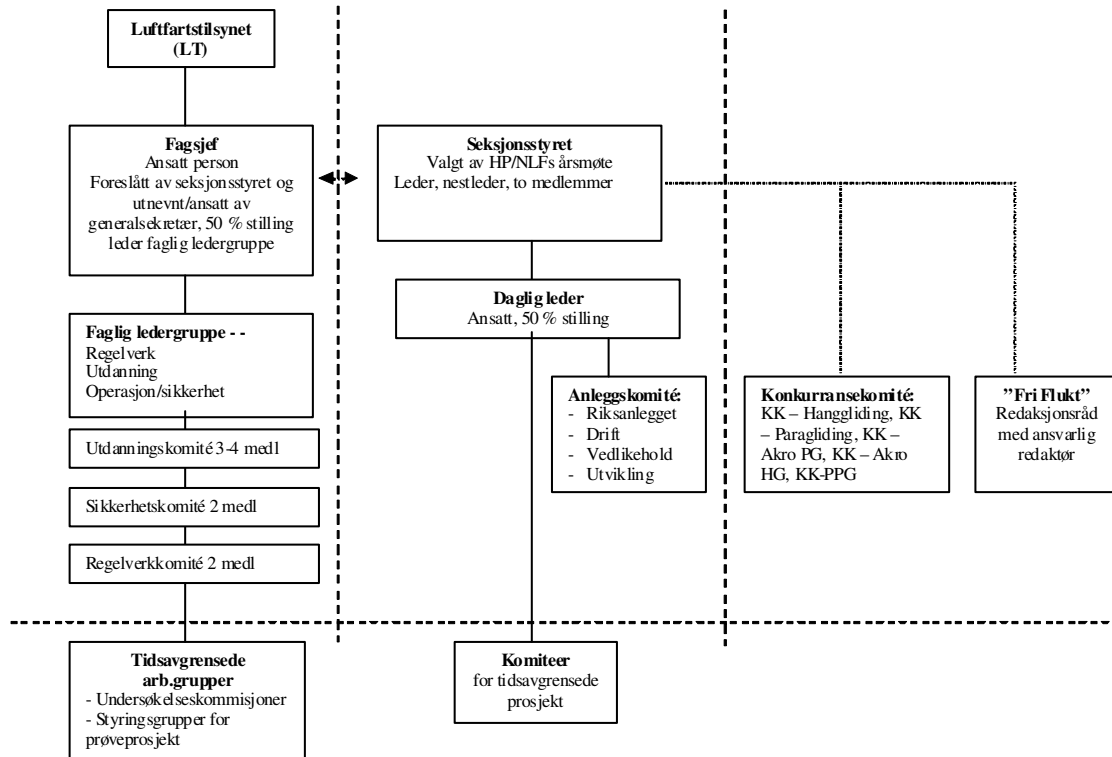 Luftfartstilsynet
(LT)
Fagsjef
Ansatt person
Foreslått av seksjonsstyret og
utnevnt/ansatt av
generalsekretær, 50 % stilling
leder faglig ledergruppe
Seksjonsstyret
Valgt av HP/NLFs årsmøte
Leder, nestleder, to medlemmer
Daglig leder
Ansatt, 50 % stilling
Faglig ledergruppe - -
Regelverk
Utdanning
Operasjon/sikkerhet
Utdanningskomité 3-4 medl
Sikkerhetskomité 2 medl
Regelverkkomité 2 medl
Anleggskomité:
- Riksanlegget
- Drift
- Vedlikehold
- Utvikling
Konkurransekomité:
KK – Hanggliding, KK
– Paragliding, KK –
Akro PG, KK – Akro
HG, KK-PPG
”Fri Flukt”
Redaksjonsråd
med ansvarlig
redaktør
Tidsavgrensede
arb.grupper
- Undersøkelseskommisjoner
- Styringsgrupper for
prøveprosjekt
Komiteer
for tidsavgrensede
prosjekt